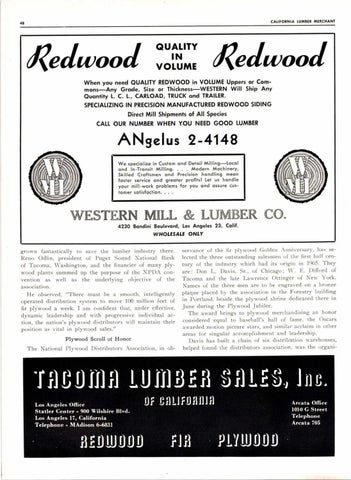 48
CALIFORNIA LUMBER MERCHANT
Redwood QUALITY IN VOLUME Redwood
When you need QUALITY REDWOOD in VOLUME Uppers or Com-
mons—Any Grade, Size or Thickness—WESTERN Will Ship Any
Quantity L. C. L., CARLOAD, TRUCK and TRAILER.
SPECIALIZING IN PRECISION MANUFACTURED REDWOOD SIDING
Direct Mill Shipments of All Species
CALL OUR NUMBER WHEN YOU NEED GOOD LUMBER
ANgelus 2-4148
We specialize in Custom and Detail Milling—Local
and In-Transit Milling. . . . Modern Machinery,
Skilled Craftsmen and Precision handling mean
faster service and greater profits! Let us handle
your mill-work problems for you and assure cus-
tomer satisfaction. . . .
WESTERN MILL & LUMBER CO.
4230 Bandini Boulevard, Los Angeles 23, Calif.
WHOLESALE ONLY
grown fantastically to save the lumber industry there.
Reno Odlin, president of Puget Sound National Bank
of Tacoma, Washington, and the financier of many ply-
wood plants summed up the purpose of the NPDA con-
vention as well as the underlying objective of the
association.
He observed, "There must be a smooth, intelligently
operated distribution system to move 100 million feet of
fir plywood a week. I am confident that, under effective,
dynamic leadership and with progressive individual ac-
tion, the nation's plywood distributors will maintain their
position as vital in plywood sales."
Plywood Scroll of Honor
The National Plywood Distributors Association, in ob-
servance of the fir plywood Golden Anniversary, has se-
lected the three outstanding salesmen of the first half cen-
tury of the industry which had its origin in 1905. They
are: Don L. Davis, Sr., of Chicago; W. E. Difford of
Tacoma and the late Lawrence Ottinger of New York.
Names of the three men are to be engraved on a bronze
plaque placed by the association in the Forestry building
in Portland, beside the plywood shrine dedicated there in
June during the Plywood Jubilee.
The award brings to plywood merchandising an honor
considered equal to baseball's hall of fame, the Oscars
awarded motion picture stars, and similar acclaim in other
areas for singular accomplishment and leadership.
Davis has built a chain of six distribution warehouses,
helped found the distributors association, was the organi-
TACOMA LUMBER SALES, Inc.
OF CALIFORNIA
Los Angeles Office
Statler Center - 900 Wilshire Blvd.
Los Angeles 17, California
Telephone - MAdison 6-6831
Arcata Office
1010 G Street
Telephone
Arcata 705
REDWOOD FIR PLYWOOD